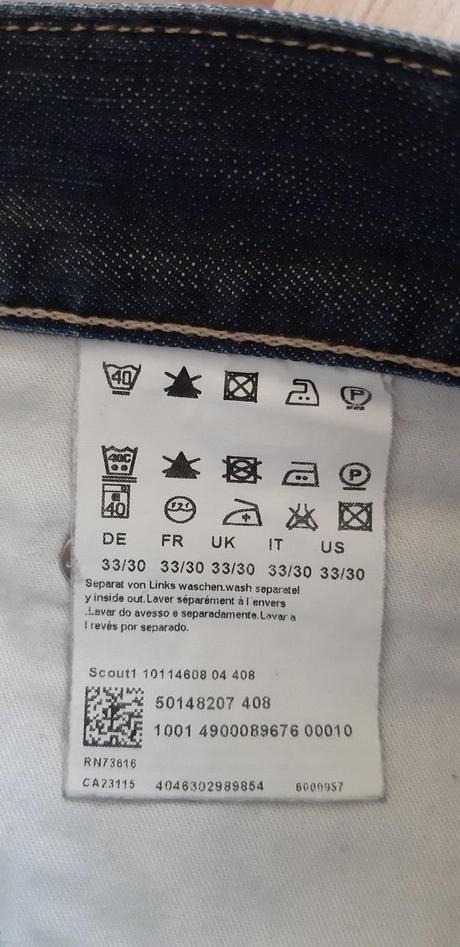 40 P
40C P
40
DE FR UK IT US
33/30 33/30 33/30 33/30 33/30
Separat von Links waschen.wash separatel
y inside out.Laver séparément à l envers
.Lavar do avesso e separadamente.Lavar a
l revés por separado.
Scout1 10114608 04 408
50148207 408
1001 4900089676 00010
RN73616
CA23115 4046302989854 6000957